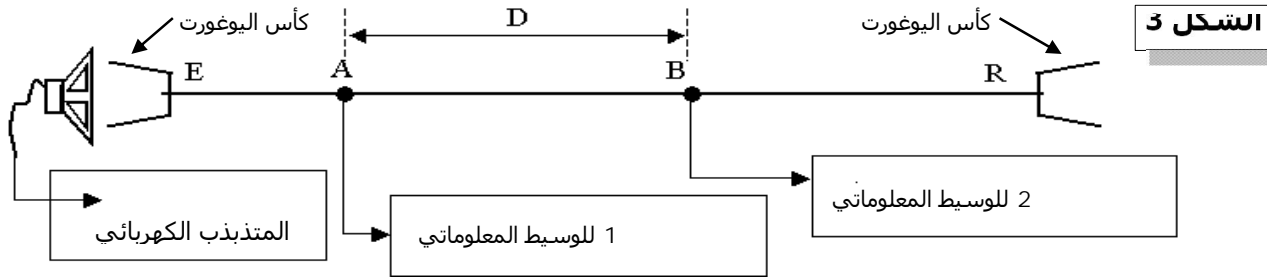 الشكل 3
كأس اليوغورت
D
كأس اليوغورت
E
A
B
R
المتذبذب الكهربائي
1 للوسيط المعلوماتي
2 للوسيط المعلوماتي